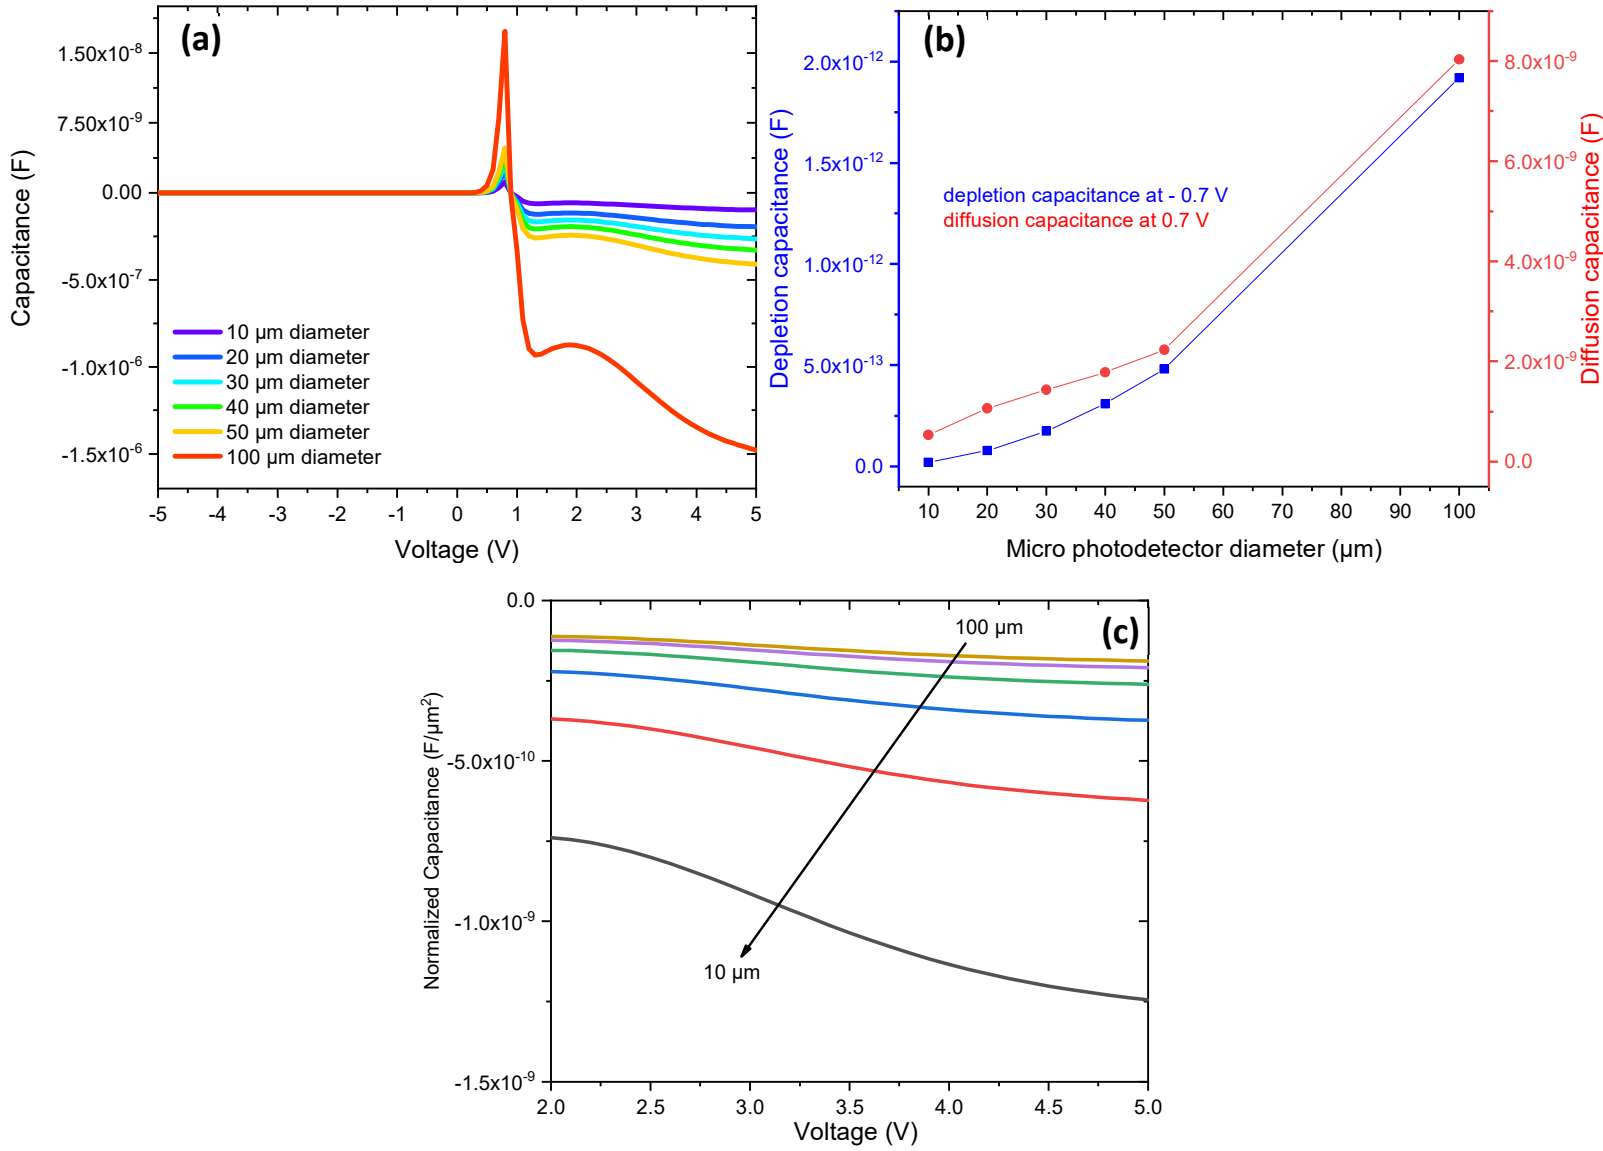 (a)
1.50x10⁻⁸
7.50x10⁻⁹
0.00
-5.0x10⁻⁷
-1.0x10⁻⁶
-1.5x10⁻⁶
Capacitance (F)
10 µm diameter
20 µm diameter
30 µm diameter
40 µm diameter
50 µm diameter
100 µm diameter
-5 -4 -3 -2 -1 0 1 2 3 4 5
Voltage (V)
(b)
2.0x10⁻¹²
1.5x10⁻¹²
1.0x10⁻¹²
5.0x10⁻¹³
0.0
Depletion capacitance (F)
depletion capacitance at - 0.7 V
diffusion capacitance at 0.7 V
8.0x10⁻⁹
6.0x10⁻⁹
4.0x10⁻⁹
2.0x10⁻⁹
0.0
Diffusion capacitance (F)
10 20 30 40 50 60 70 80 90 100
Micro photodetector diameter (µm)
(c)
0.0
-5.0x10⁻¹⁰
-1.0x10⁻⁹
-1.5x10⁻⁹
Normalized Capacitance (F/µm²)
100 µm
10 µm
2.0 2.5 3.0 3.5 4.0 4.5 5.0
Voltage (V)